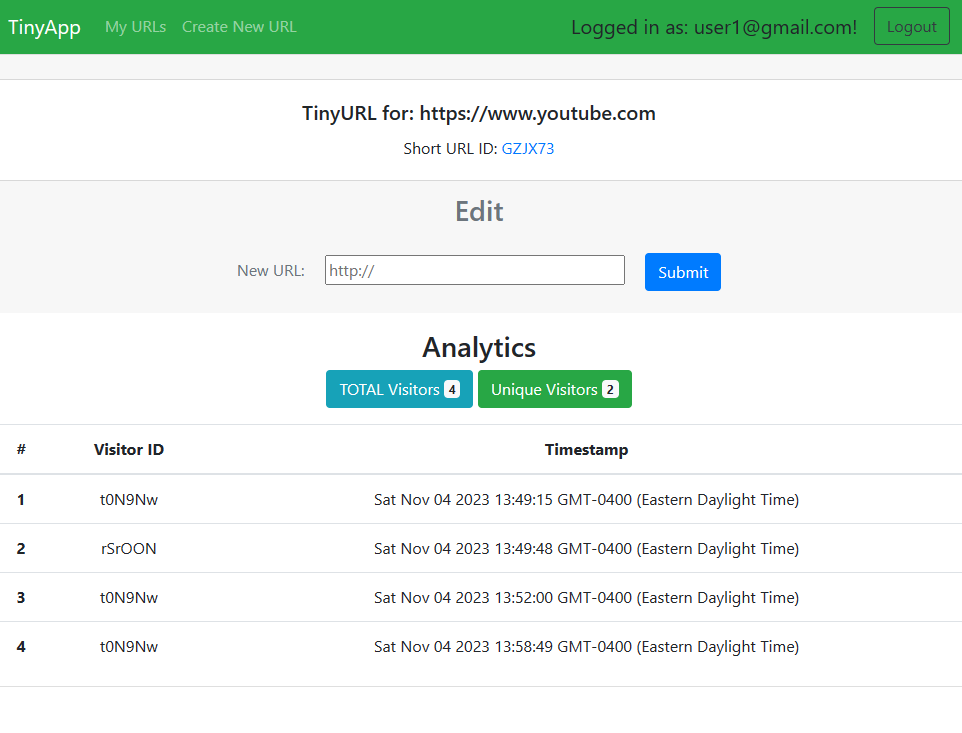 TinyApp My URLs Create New URL Logged in as: user1@gmail.com! Logout
TinyURL for: https://www.youtube.com
Short URL ID: GZJX73
Edit
New URL: http:// Submit
Analytics
TOTAL Visitors 4 Unique Visitors 2
# Visitor ID Timestamp
1 t0N9Nw Sat Nov 04 2023 13:49:15 GMT-0400 (Eastern Daylight Time)
2 rSrOON Sat Nov 04 2023 13:49:48 GMT-0400 (Eastern Daylight Time)
3 t0N9Nw Sat Nov 04 2023 13:52:00 GMT-0400 (Eastern Daylight Time)
4 t0N9Nw Sat Nov 04 2023 13:58:49 GMT-0400 (Eastern Daylight Time)